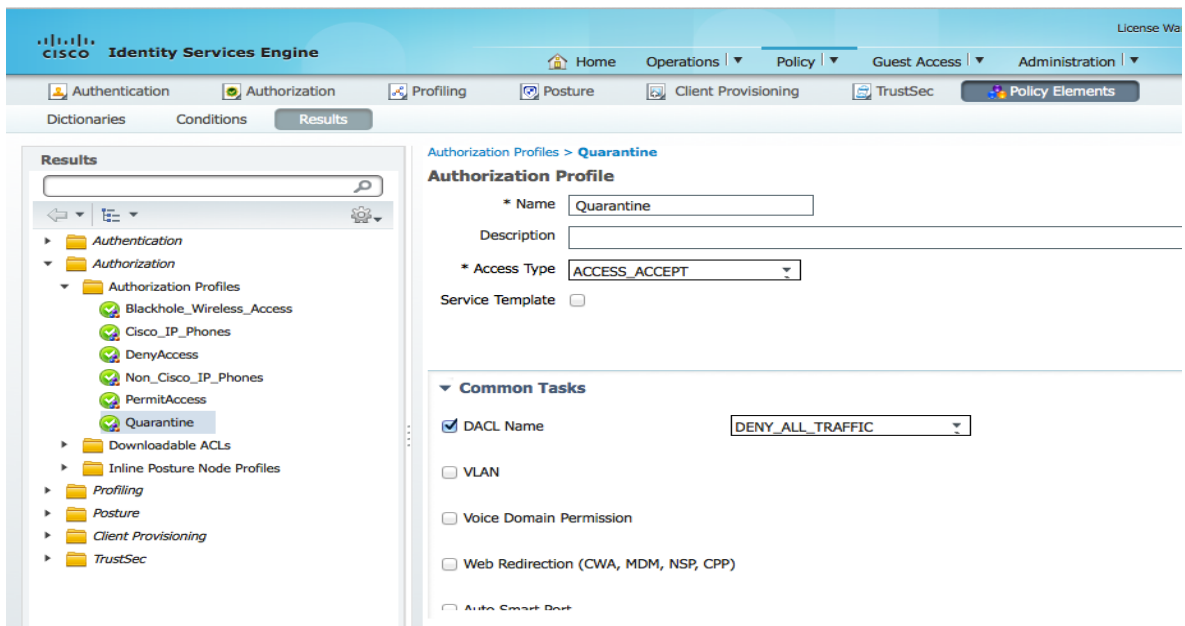 License Wa
CISCO Identity Services Engine
Home Operations Policy Guest Access Administration
Authentication Authorization Profiling Posture Client Provisioning TrustSec Policy Elements
Dictionaries Conditions Results
Results
Authentication
Authorization
Authorization Profiles
Blackhole_Wireless_Access
Cisco_IP_Phones
DenyAccess
Non_Cisco_IP_Phones
PermitAccess
Quarantine
Downloadable ACLs
Inline Posture Node Profiles
Profiling
Posture
Client Provisioning
TrustSec
Authorization Profiles > Quarantine
Authorization Profile
* Name Quarantine
Description
* Access Type ACCESS_ACCEPT
Service Template
Common Tasks
DACL Name DENY_ALL_TRAFFIC
VLAN
Voice Domain Permission
Web Redirection (CWA, MDM, NSP, CPP)
Auto Smart Port